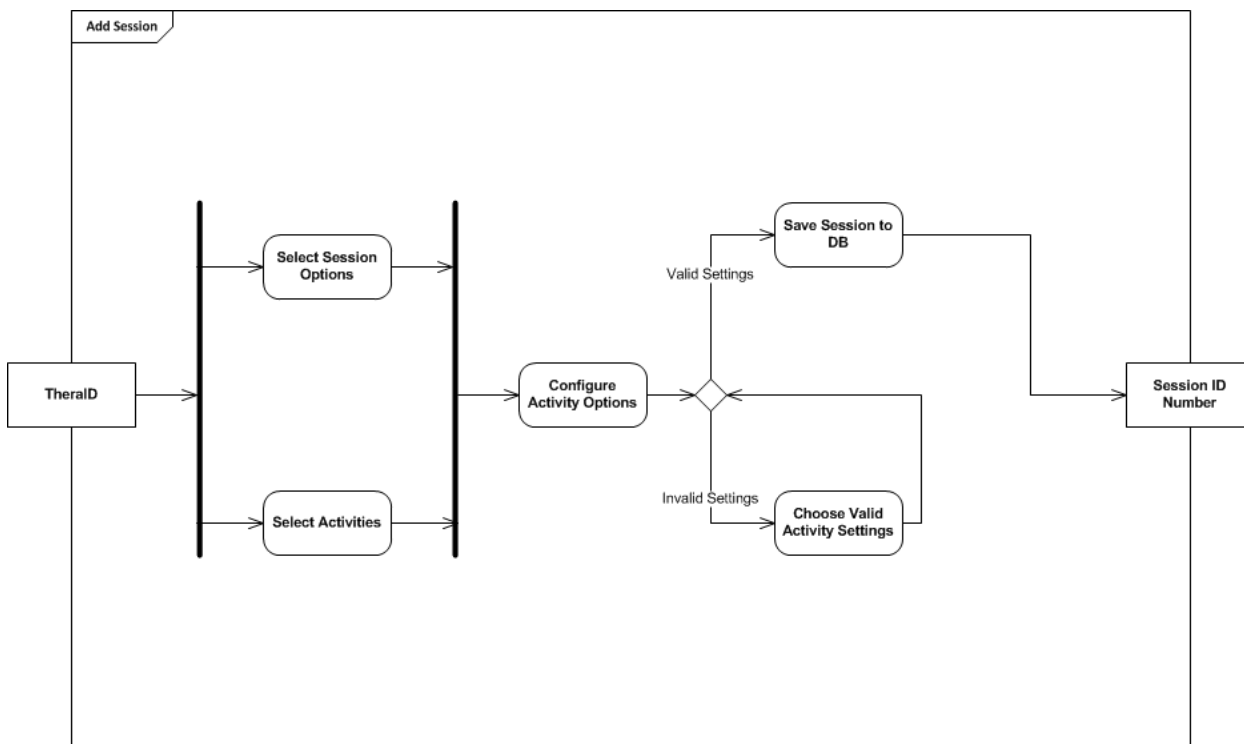 Add Session
Select Session
Options
Save Session to
DB
Valid Settings
TheraID
Configure
Activity Options
Session ID
Number
Invalid Settings
Select Activities
Choose Valid
Activity Settings